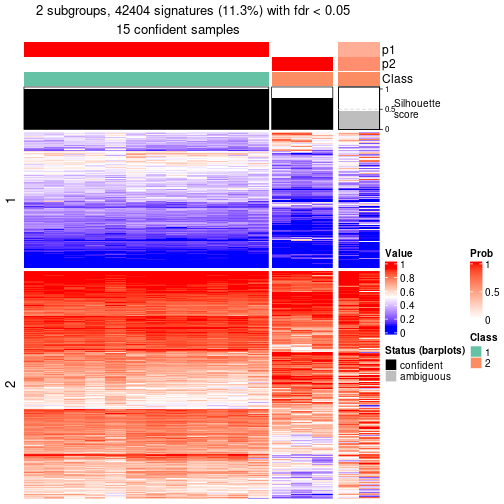 2 subgroups, 42404 signatures (11.3%) with fdr < 0.05
15 confident samples
p1
p2
Class
1
0.5
0
Silhouette
score
1
2
Value
1
0.8
0.6
0.4
0.2
0
Prob
1
0.5
0
Status (barplots)
confident
ambiguous
Class
1
2